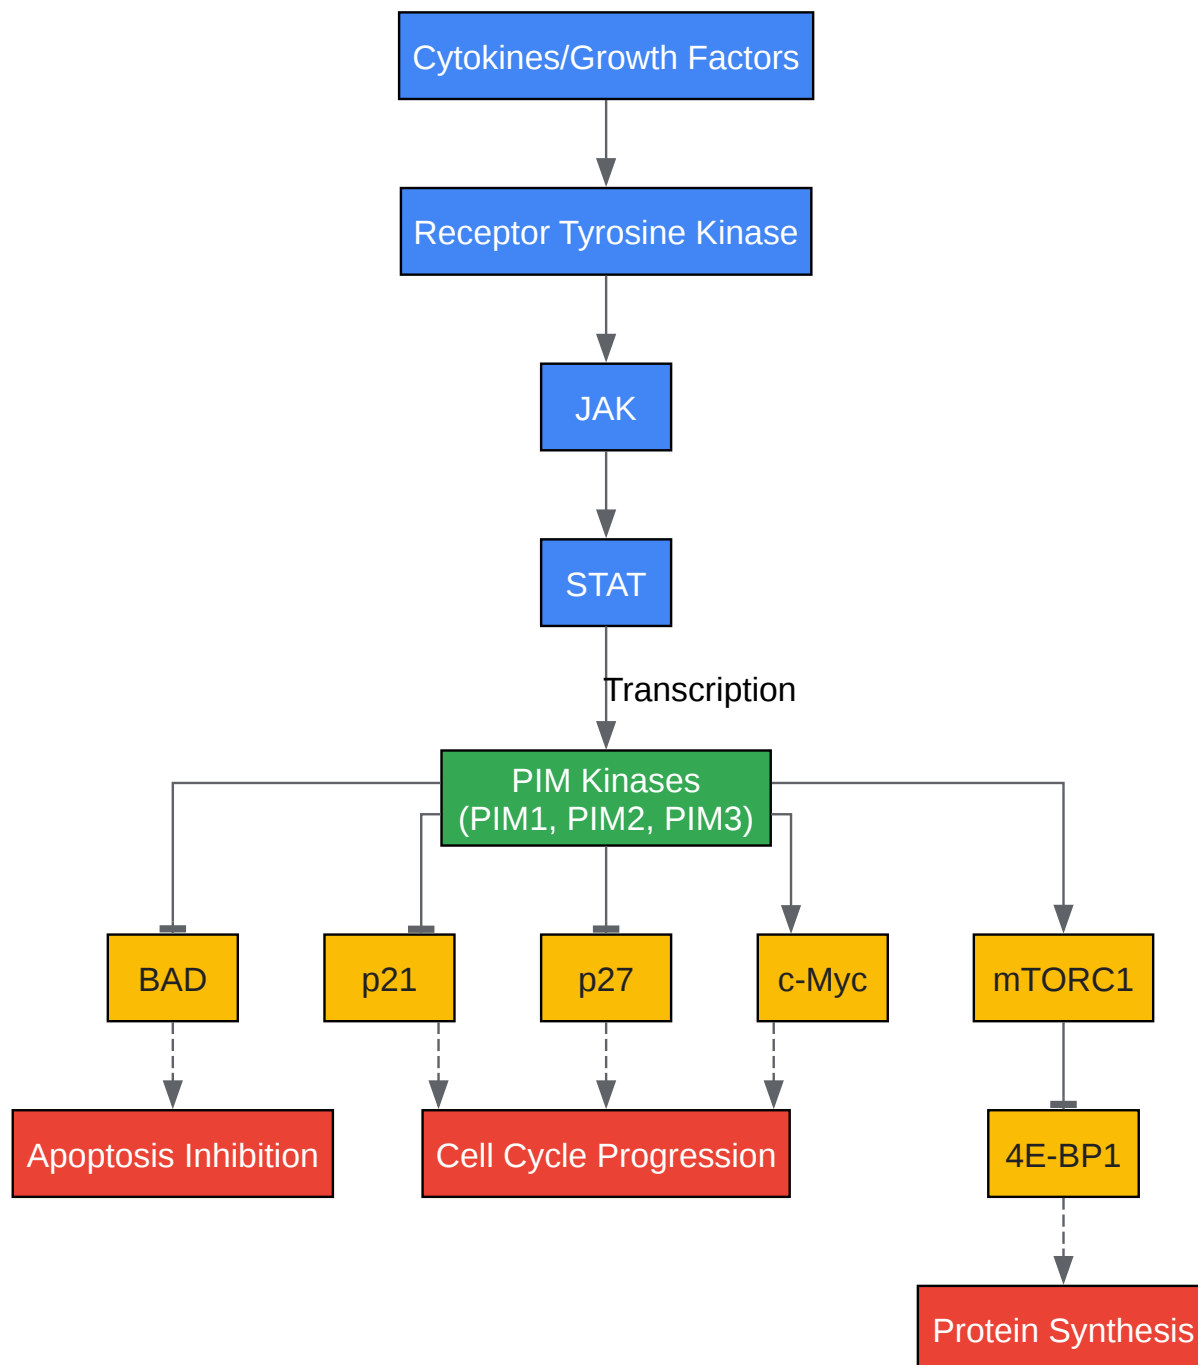 Cytokines/Growth Factors
Receptor Tyrosine Kinase
JAK
STAT
Transcription
PIM Kinases
(PIM1, PIM2, PIM3)
BAD
p21
p27
c-Myc
mTORC1
Apoptosis Inhibition
Cell Cycle Progression
4E-BP1
Protein Synthesis